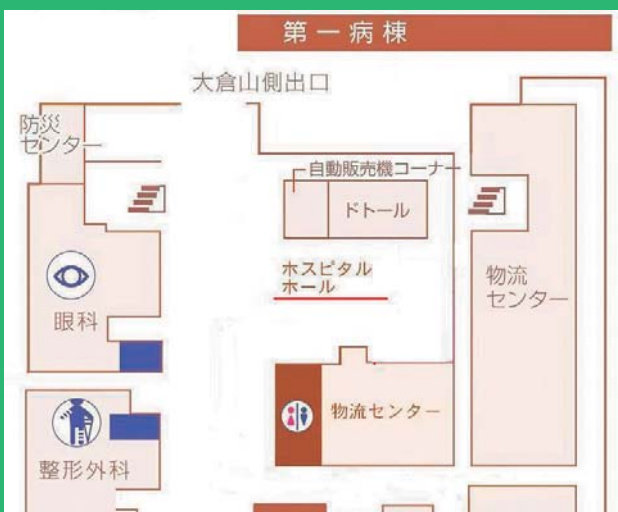 第一病棟
大倉山側出口
防災
センター
自動販売機コーナー
ドトール
ホスピタル
ホール
物流
センター
眼科
物流センター
整形外科